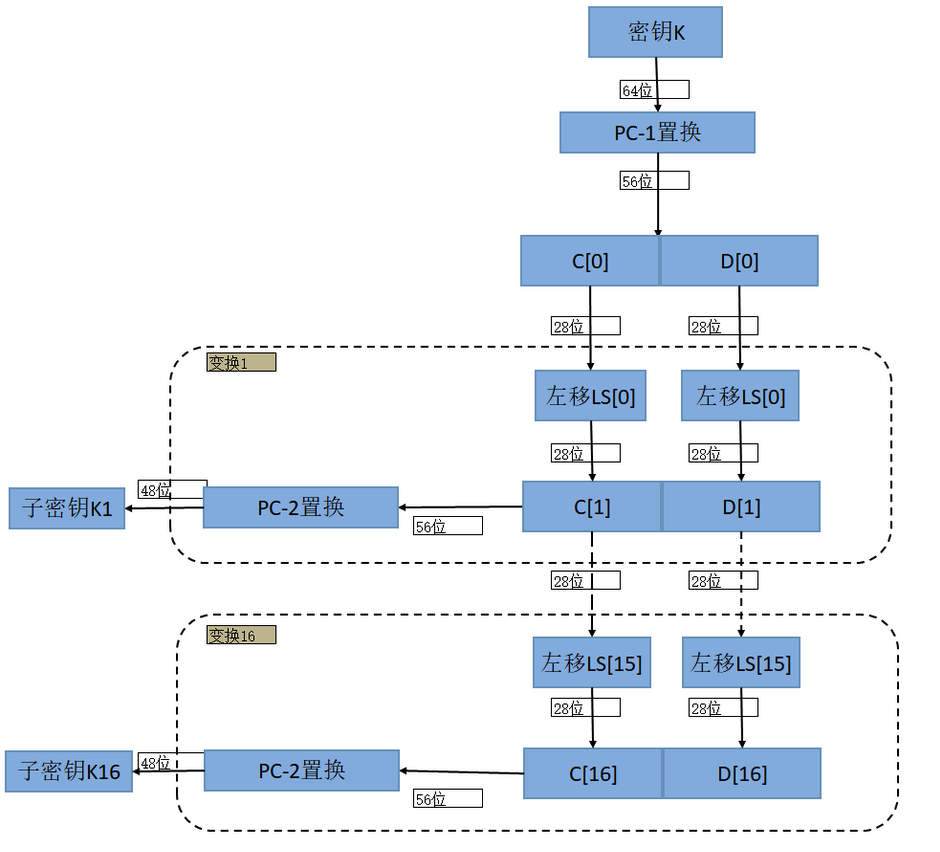 密钥K
64位
PC-1置换
56位
C[0]
D[0]
28位
28位
变换1
左移LS[0]
左移LS[0]
28位
28位
48位
子密钥K1
PC-2置换
C[1]
D[1]
56位
28位
28位
变换16
左移LS[15]
左移LS[15]
28位
28位
48位
子密钥K16
PC-2置换
C[16]
D[16]
56位